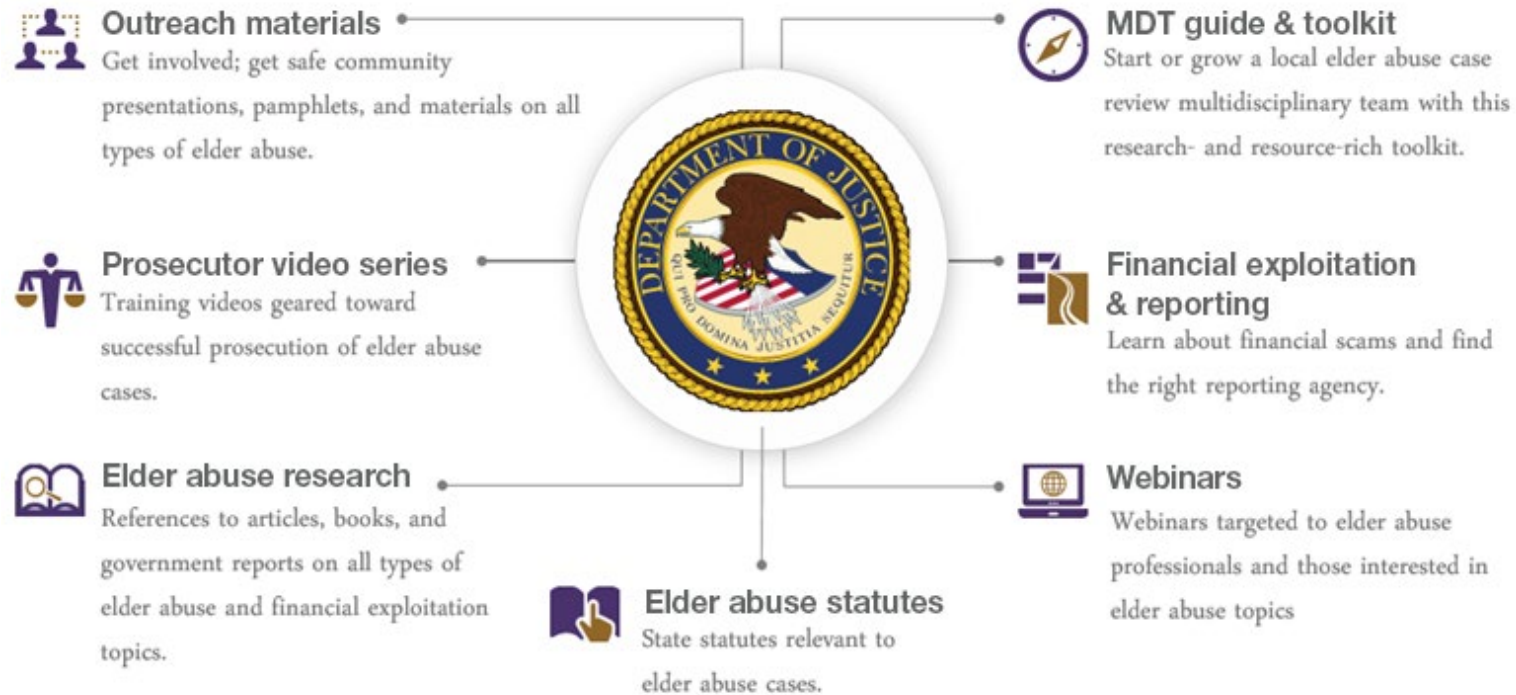 Outreach materials
Get involved; get safe community
presentations, pamphlets, and materials on all
types of elder abuse.
Prosecutor video series
Training videos geared toward
successful prosecution of elder abuse
cases.
Elder abuse research
References to articles, books, and
government reports on all types of
elder abuse and financial exploitation
topics.
DEPARTMENT OF JUSTICE
QUI PRO DOMINA JUSTITIA SEQUITUR
Elder abuse statutes
State statutes relevant to
elder abuse cases.
MDT guide & toolkit
Start or grow a local elder abuse case
review multidisciplinary team with this
research- and resource-rich toolkit.
Financial exploitation
& reporting
Learn about financial scams and find
the right reporting agency.
Webinars
Webinars targeted to elder abuse
professionals and those interested in
elder abuse topics